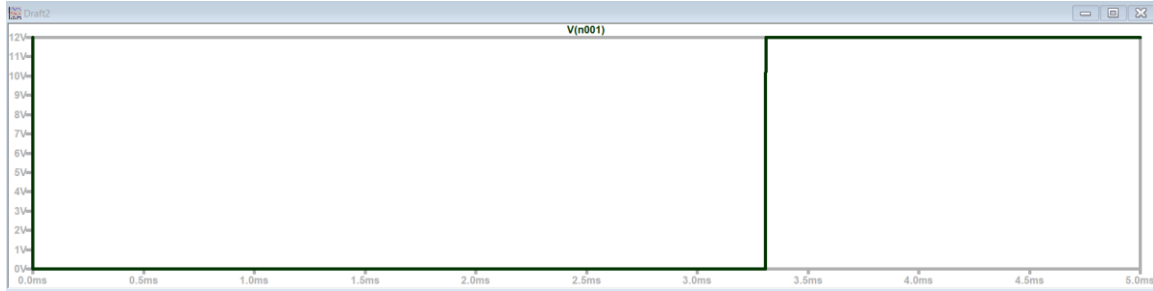 Draft2
V(n001)
12V
11V
10V
9V
8V
7V
6V
5V
4V
3V
2V
1V
0V
0.0ms 0.5ms 1.0ms 1.5ms 2.0ms 2.5ms 3.0ms 3.5ms 4.0ms 4.5ms 5.0ms